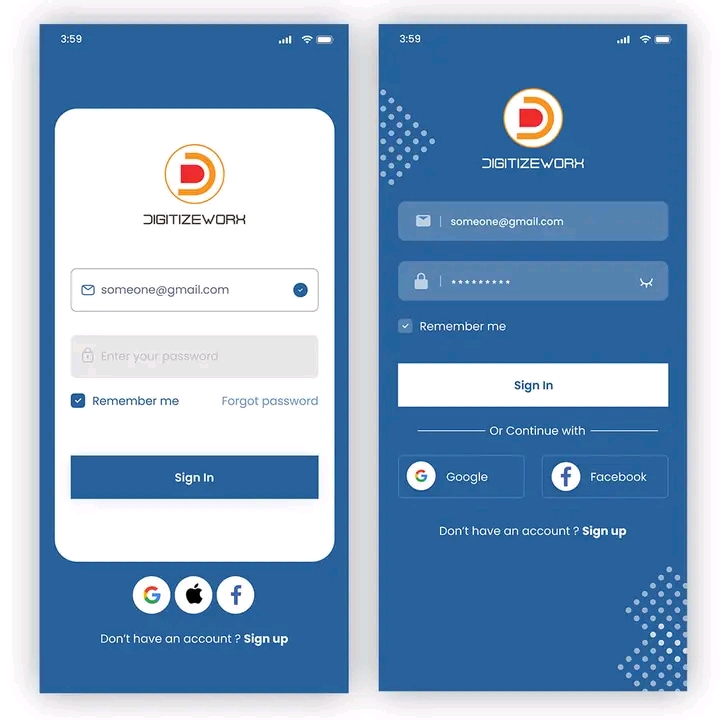 3:59
DIGITIZEWORX
someone@gmail.com
Enter your password
Remember me Forgot password
Sign In
Don't have an account ? Sign up
3:59
DIGITIZEWORX
someone@gmail.com
*********
Remember me
Sign In
Or Continue with
Google Facebook
Don't have an account ? Sign up